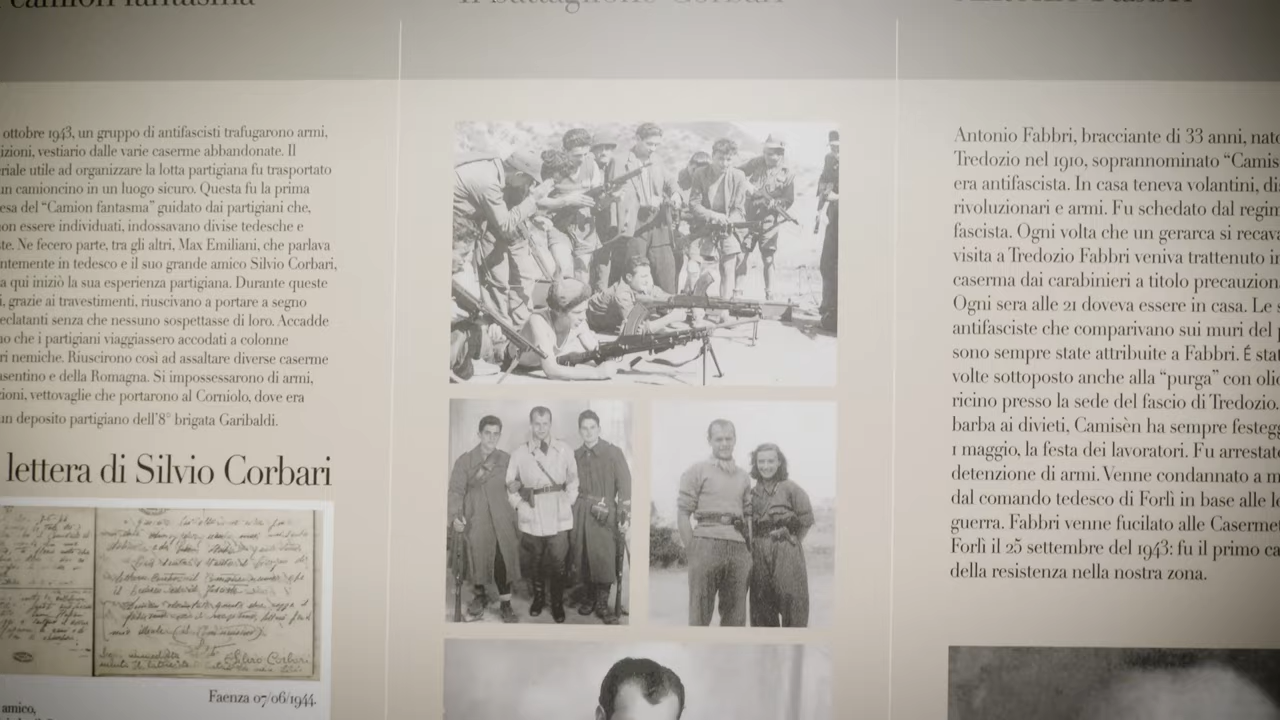 camion fantasma
ottobre 1943, un gruppo di antifascisti trafugarono armi,
izioni, vestiario dalle varie caserme abbandonate. Il
riale utile ad organizzare la lotta partigiana fu trasportato
un camioncino in un luogo sicuro. Questa fu la prima
esa del “Camion fantasma” guidato dai partigiani che,
non essere individuati, indossavano divise tedesche e
ste. Ne fecero parte, tra gli altri, Max Emiliani, che parlava
ntemente in tedesco e il suo grande amico Silvio Corbari,
a qui iniziò la sua esperienza partigiana. Durante queste
i, grazie ai travestimenti, riuscivano a portare a segno
eclatanti senza che nessuno sospettasse di loro. Accadde
no che i partigiani viaggiassero accodati a colonne
ri nemiche. Riuscirono così ad assaltare diverse caserme
asentino e della Romagna. Si impossessarono di armi,
zioni, vettovaglie che portarono al Corniolo, dove era
un deposito partigiano dell'8° brigata Garibaldi.
lettera di Silvio Corbari
Silvio Corbari
Faenza 07/06/1944.
amico,
Il battaglione Corbari
Antonio Fabbri
Antonio Fabbri, bracciante di 33 anni, nato
Tredozio nel 1910, soprannominato “Camis
era antifascista. In casa teneva volantini, di
rivoluzionari e armi. Fu schedato dal regim
fascista. Ogni volta che un gerarca si recava
visita a Tredozio Fabbri veniva trattenuto in
caserma dai carabinieri a titolo precauzion
Ogni sera alle 21 doveva essere in casa. Le s
antifasciste che comparivano sui muri del p
sono sempre state attribuite a Fabbri. É stat
volte sottoposto anche alla “purga” con olio
ricino presso la sede del fascio di Tredozio.
barba ai divieti, Camisèn ha sempre festegg
1 maggio, la festa dei lavoratori. Fu arrestato
detenzione di armi. Venne condannato a m
dal comando tedesco di Forlì in base alle le
guerra. Fabbri venne fucilato alle Casermet
Forlì il 25 settembre del 1943: fu il primo ca
della resistenza nella nostra zona.